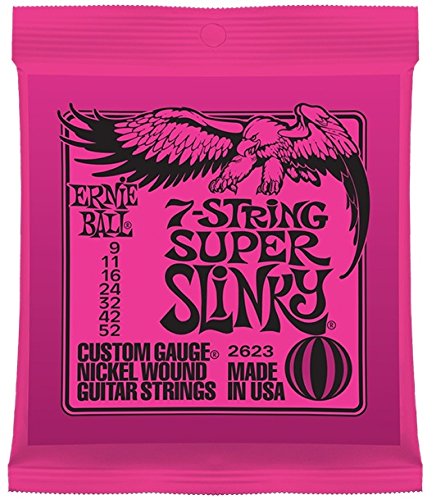 ERNIE
BALL®
7-STRING
SUPER
SLINKY®
9
11
16
24
32
42
52
CUSTOM GAUGE® 2623
NICKEL WOUND MADE
GUITAR STRINGS IN USA